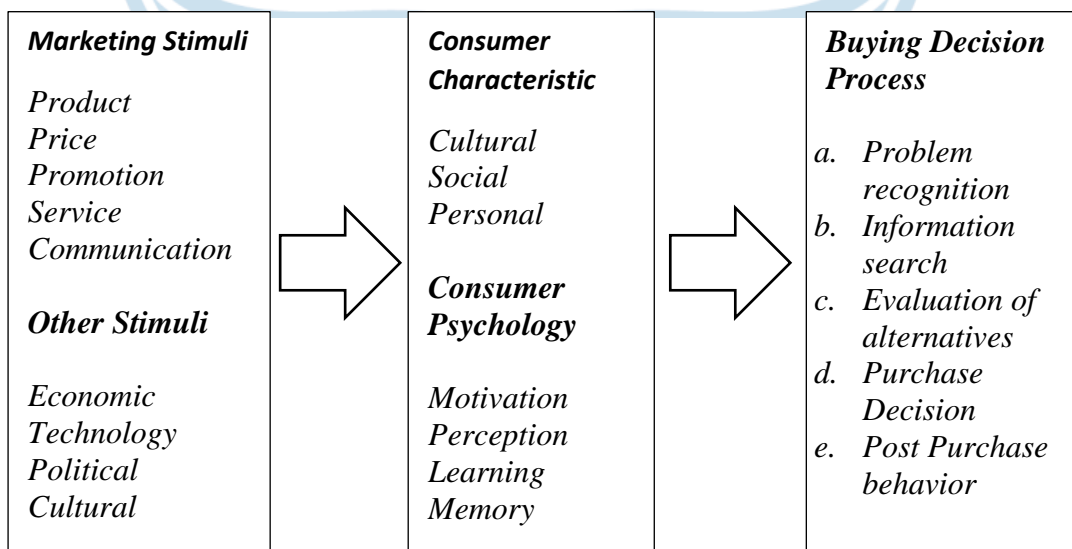 Marketing Stimuli
Product
Price
Promotion
Service
Communication
Other Stimuli
Economic
Technology
Political
Cultural
Consumer
Characteristic
Cultural
Social
Personal
Consumer
Psychology
Motivation
Perception
Learning
Memory
Buying Decision
Process
a. Problem
recognition
b. Information
search
c. Evaluation of
alternatives
d. Purchase
Decision
e. Post Purchase
behavior